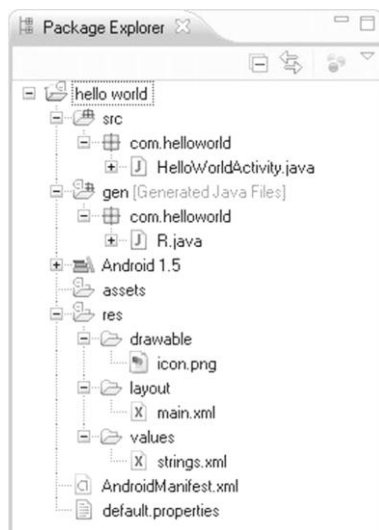 Package Explorer
hello world
src
com.helloworld
HelloWorldActivity.java
gen [Generated Java Files]
com.helloworld
J R.java
Android 1.5
assets
res
drawable
icon.png
layout
X main.xml
values
X strings.xml
AndroidManifest.xml
default.properties